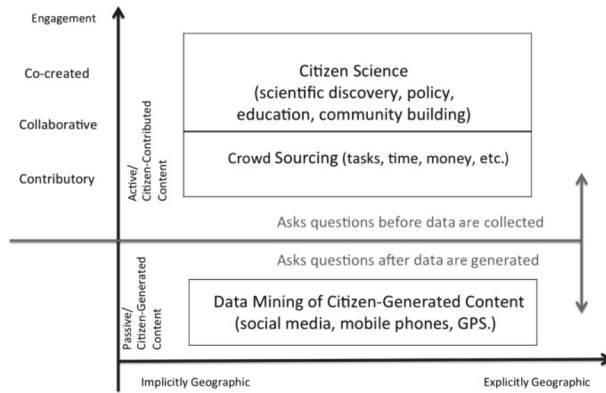 Engagement
Co-created
Collaborative
Contributory
Active/
Citizen-Contributed
Content
Citizen Science
(scientific discovery, policy,
education, community building)
Crowd Sourcing (tasks, time, money, etc.)
Asks questions before data are collected
Asks questions after data are generated
Passive/
Citizen-Generated
Content
Data Mining of Citizen-Generated Content
(social media, mobile phones, GPS.)
Implicitly Geographic
Explicitly Geographic